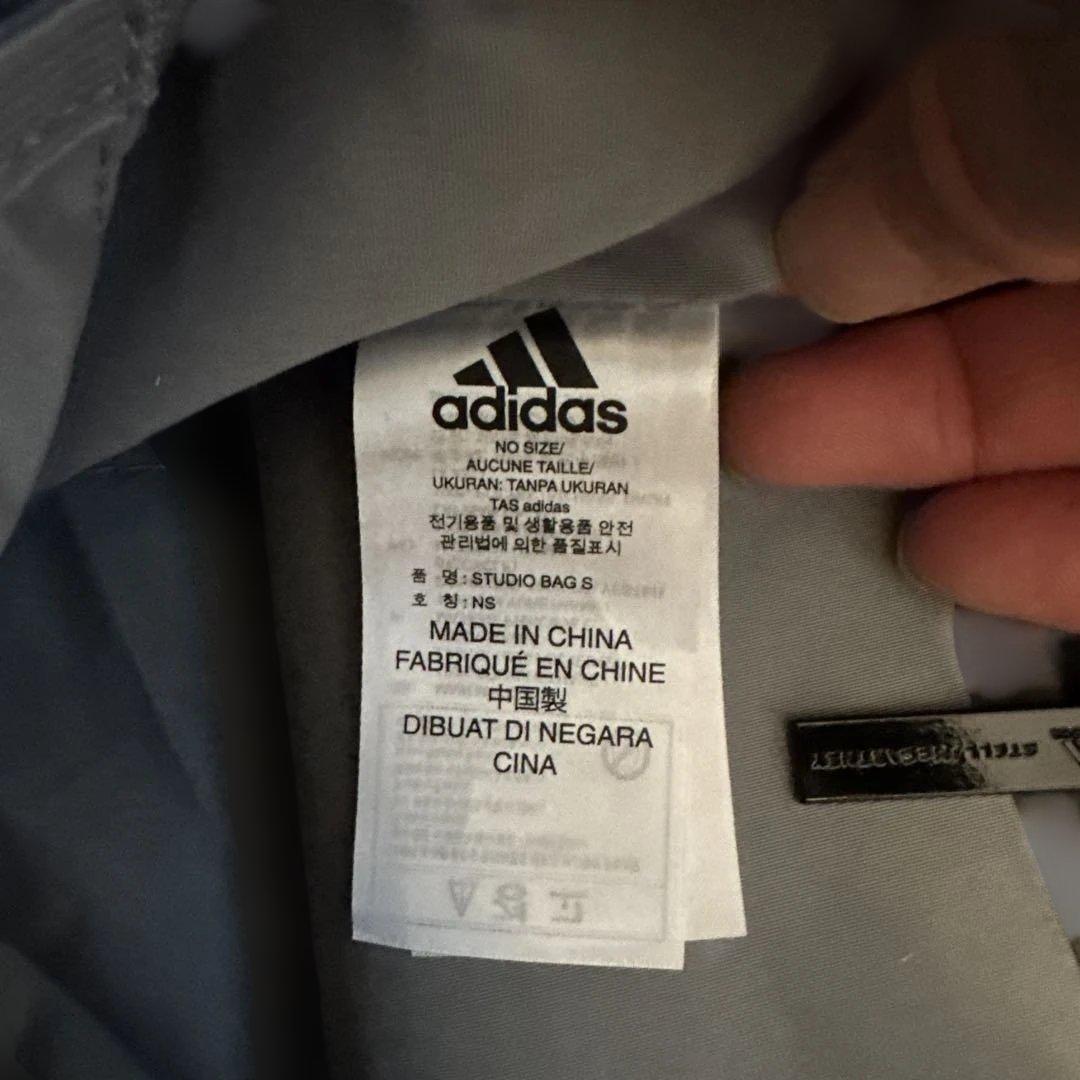 adidas
NO SIZE/
AUCUNE TAILLE/
UKURAN: TANPA UKURAN
TAS adidas
전기용품 및 생활용품 안전
관리법에 의한 품질표시
품 명 : STUDIO BAG S
호 칭 : NS
MADE IN CHINA
FABRIQUÉ EN CHINE
中国製
DIBUAT DI NEGARA
CINA